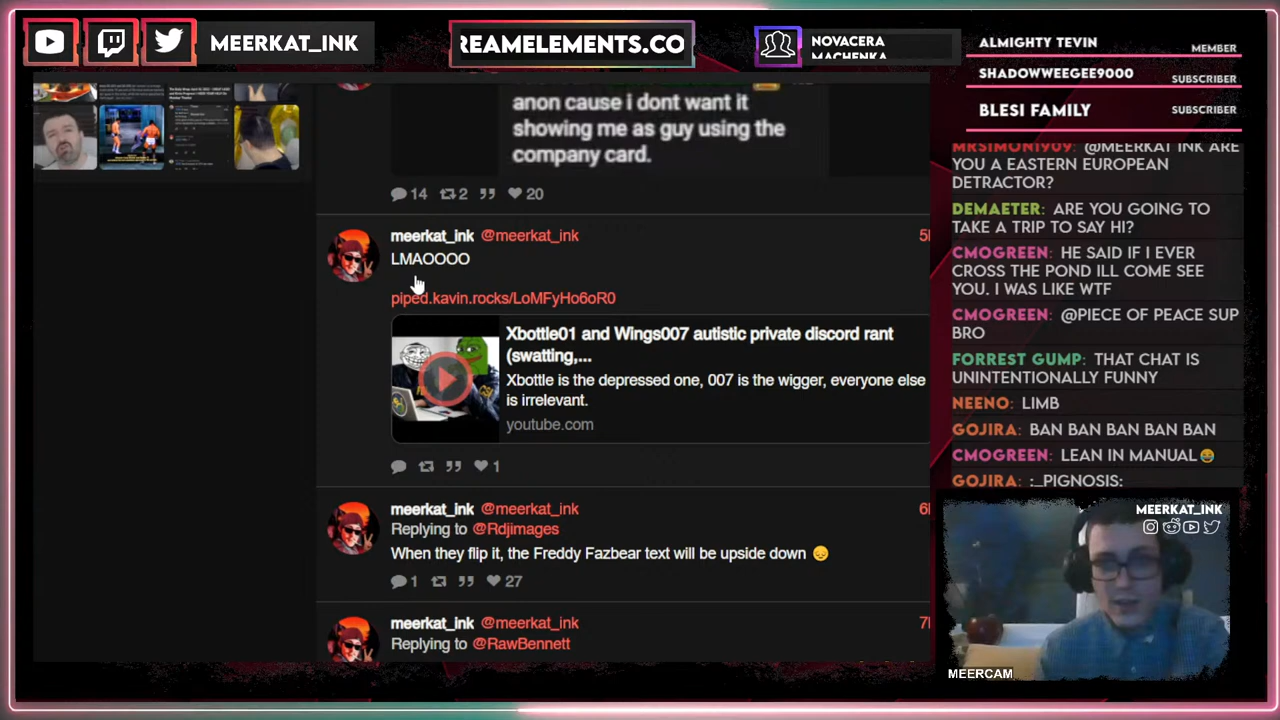 MEERKAT_INK
REAMELEMENTS.CO
NOVACERA
MACHENKA
ALMIGHTY TEVIN
MEMBER
SHADOWWEEGEE9000
SUBSCRIBER
BLESI FAMILY
SUBSCRIBER
anon cause i dont want it
showing me as guy using the
company card.
14 2 20
meerkat_ink @meerkat_ink
LMAOOOO
piped.kavin.rocks/LoMFyHo6oR0
Xbottle01 and Wings007 autistic private discord rant
(swatting,...
Xbottle is the depressed one, 007 is the wigger, everyone else
is irrelevant.
youtube.com
1
meerkat_ink @meerkat_ink
Replying to @Rdjimages
When they flip it, the Freddy Fazbear text will be upside down 😔
1 27
meerkat_ink @meerkat_ink
Replying to @RawBennett
MRSIMON1909: @MEERKAT INK ARE
YOU A EASTERN EUROPEAN
DETRACTOR?
DEMAETER: ARE YOU GOING TO
TAKE A TRIP TO SAY HI?
CMOGREEN: HE SAID IF I EVER
CROSS THE POND ILL COME SEE
YOU. I WAS LIKE WTF
CMOGREEN: @PIECE OF PEACE SUP
BRO
FORREST GUMP: THAT CHAT IS
UNINTENTIONALLY FUNNY
NEENO: LIMB
GOJIRA: BAN BAN BAN BAN BAN
CMOGREEN: LEAN IN MANUAL😂
GOJIRA: :_PIGNOSIS:
MEERKAT_INK
MEERCAM